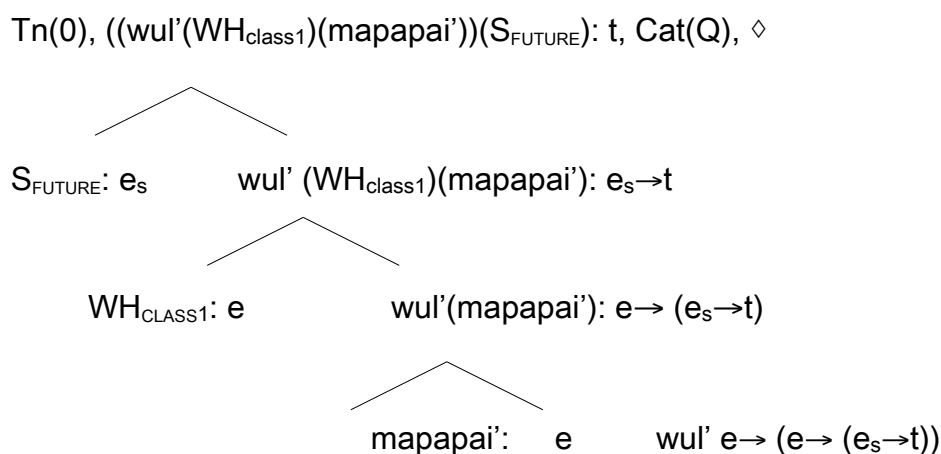 Tn(0), ((wul'(WHclass1)(mapapai'))(SFUTURE): t, Cat(Q), ◊
SFUTURE: es wul' (WHclass1)(mapapai'): es→t
WHCLASS1: e wul'(mapapai'): e→ (es→t)
mapapai': e wul' e→ (e→ (es→t))